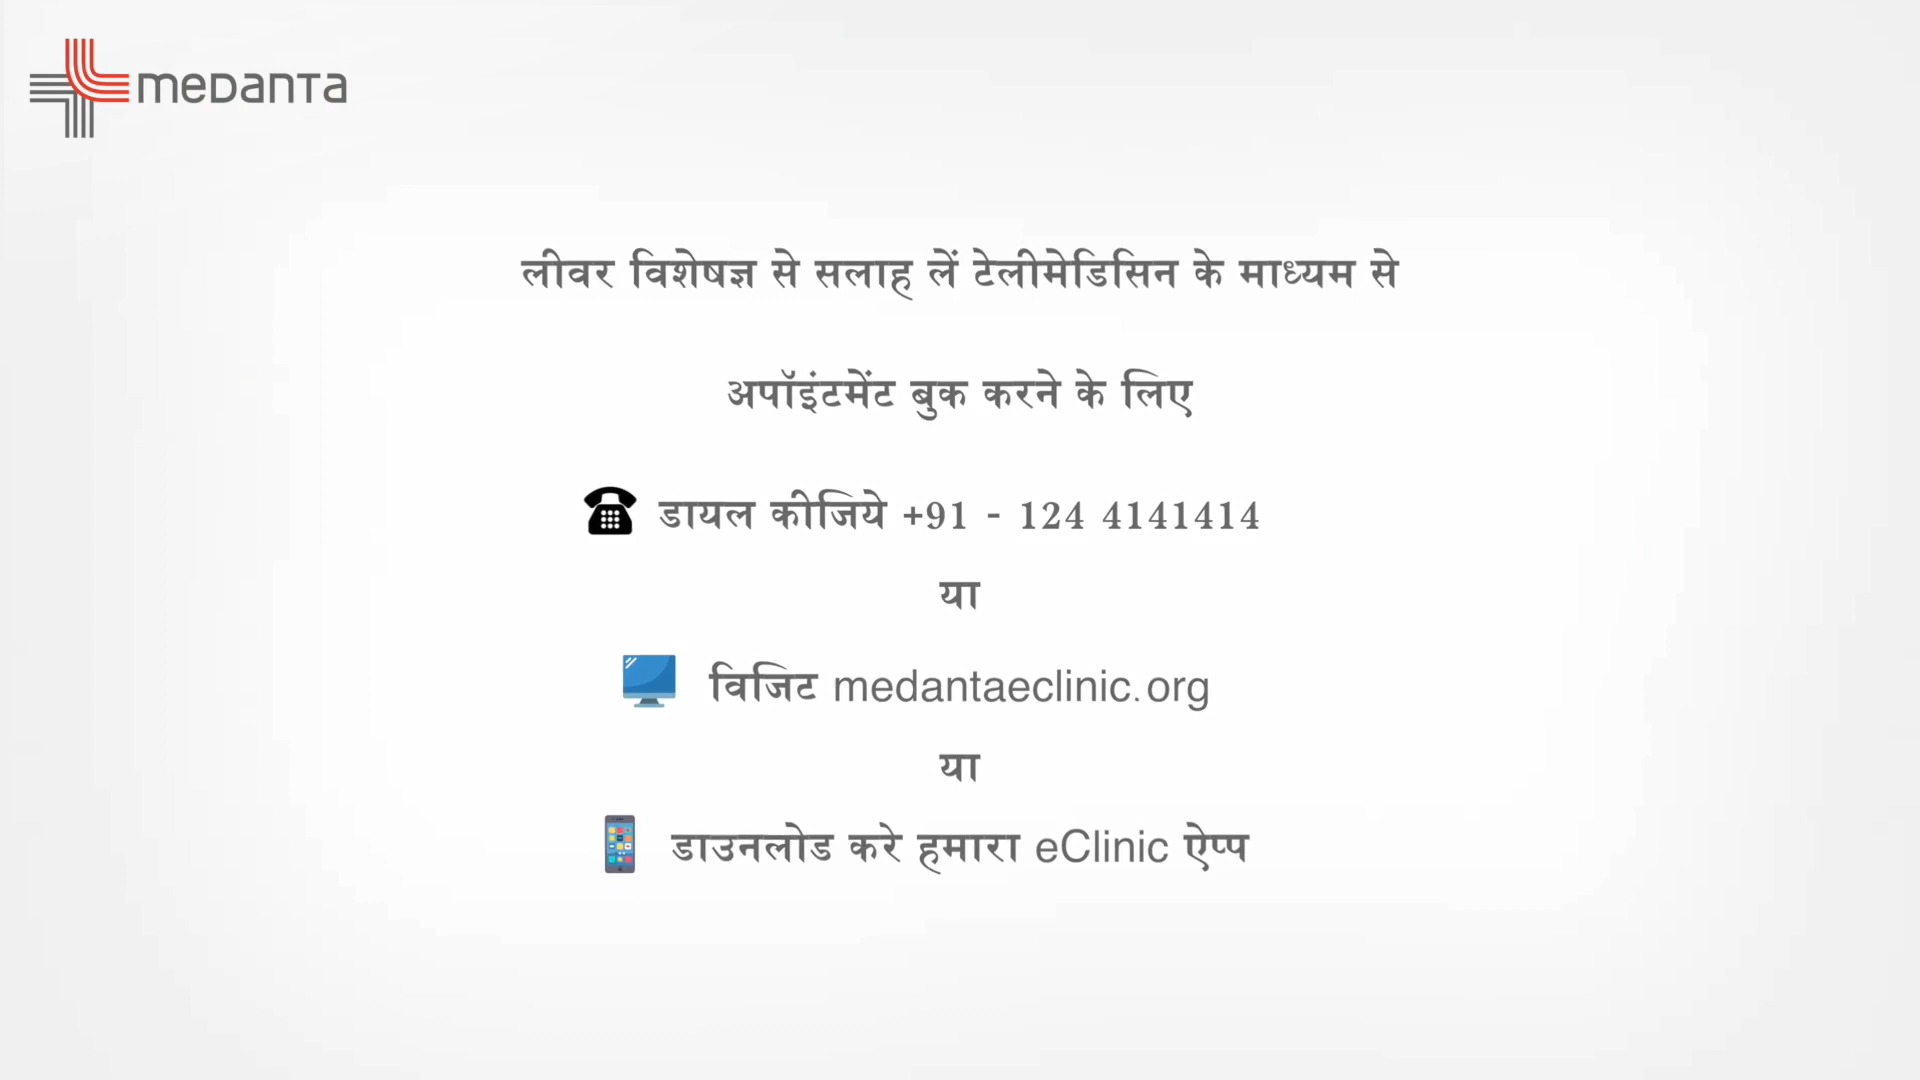 medanta
लीवर विशेषज्ञ से सलाह लें टेलीमेडिसिन के माध्यम से
अपॉइंटमेंट बुक करने के लिए
डायल कीजिये +91 - 124 4141414
या
विजिट medantaeclinic.org
या
डाउनलोड करे हमारा eClinic ऐप्प